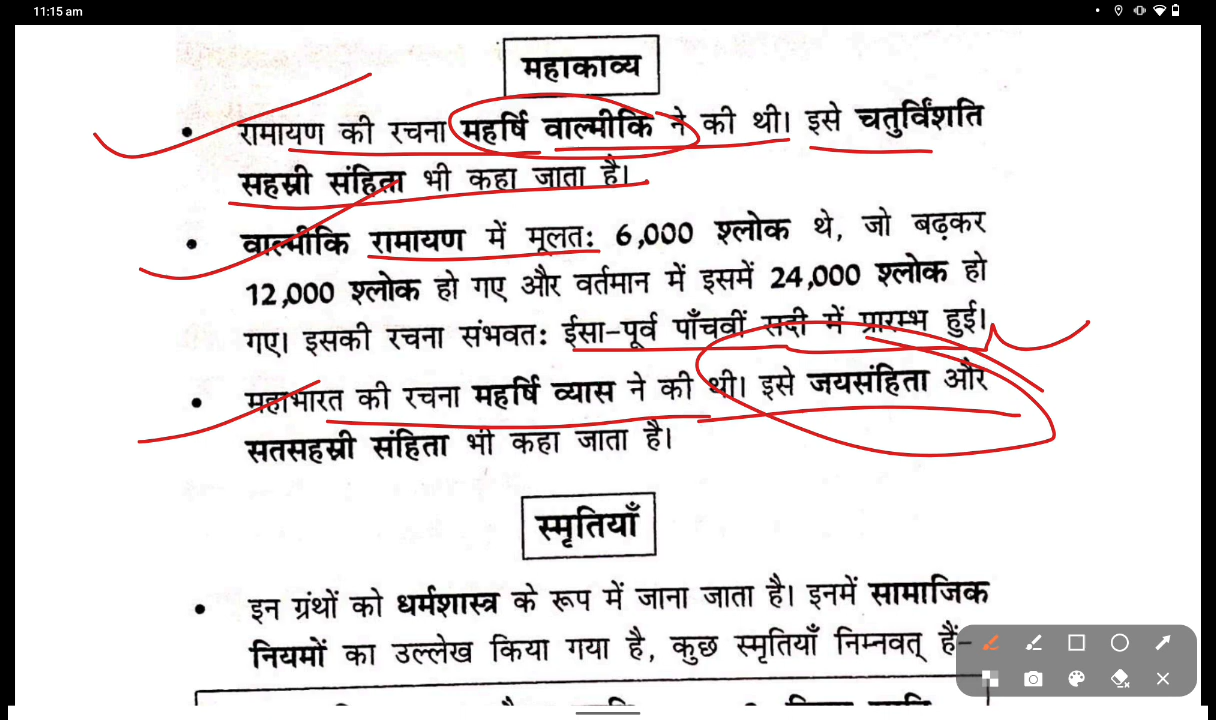 11:15 am
महाकाव्य
• रामायण की रचना महर्षि वाल्मीकि ने की थी। इसे चतुर्विंशति
सहस्री संहिता भी कहा जाता है।
• वाल्मीकि रामायण में मूलत: 6,000 श्लोक थे, जो बढ़कर
12,000 श्लोक हो गए और वर्तमान में इसमें 24,000 श्लोक हो
गए। इसकी रचना संभवत: ईसा-पूर्व पाँचवीं सदी में प्रारम्भ हुई।
• महाभारत की रचना महर्षि व्यास ने की थी। इसे जयसंहिता और
सतसहस्री संहिता भी कहा जाता है।
स्मृतियाँ
• इन ग्रंथों को धर्मशास्त्र के रूप में जाना जाता है। इनमें सामाजिक
नियमों का उल्लेख किया गया है, कुछ स्मृतियाँ निम्नवत् हैं-